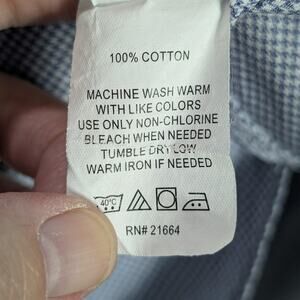 100% COTTON
MACHINE WASH WARM
WITH LIKE COLORS
USE ONLY NON-CHLORINE
BLEACH WHEN NEEDED
TUMBLE DRY LOW
WARM IRON IF NEEDED
40°C
RN# 21664